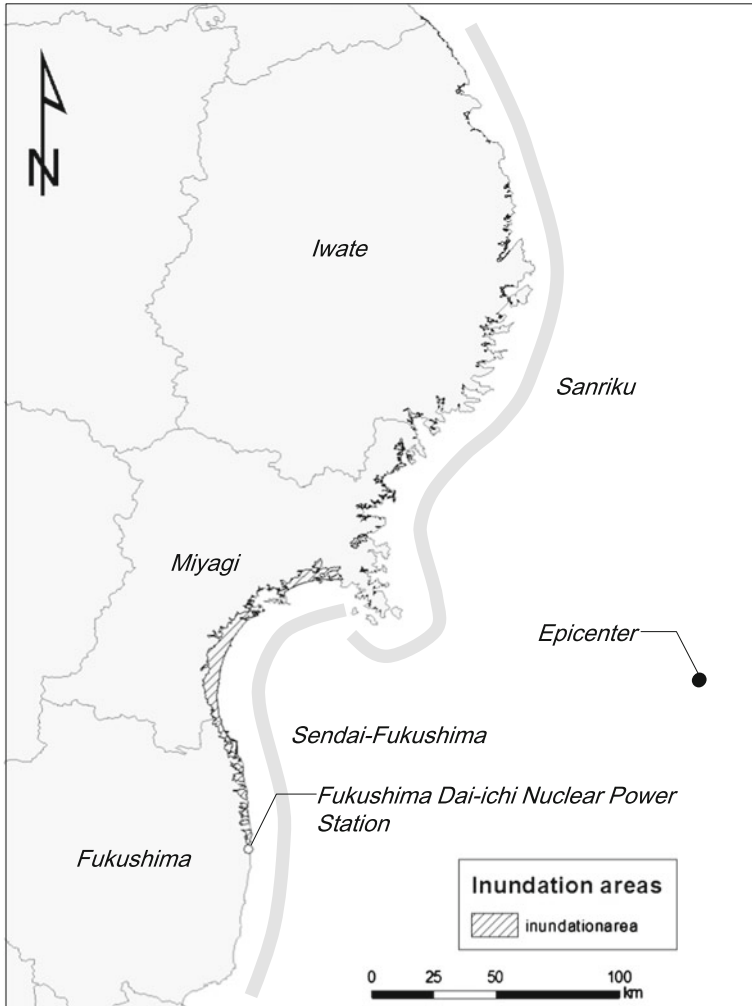 N
Iwate
Sanriku
Miyagi
Epicenter
Sendai-Fukushima
Fukushima Dai-ichi Nuclear Power
Station
Fukushima
Inundation areas
inundationarea
0 25 50 100
km